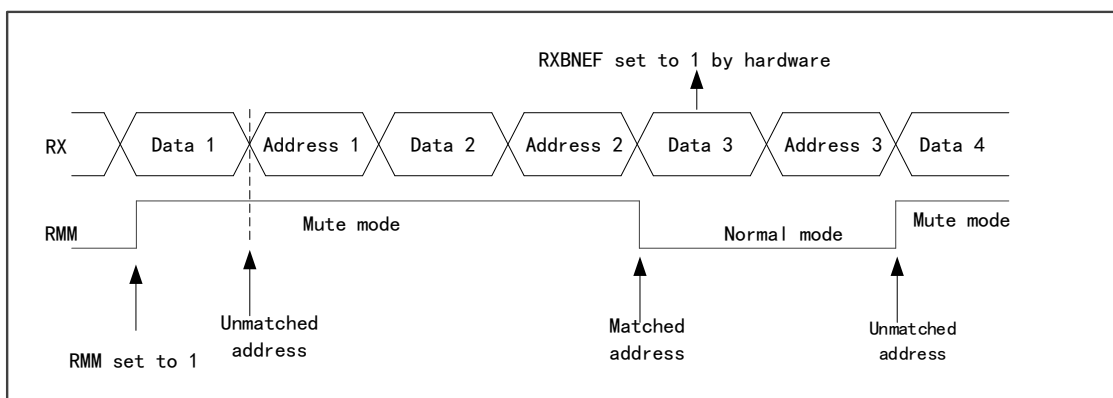 RXBNEF set to 1 by hardware
RX
Data 1
Address 1
Data 2
Address 2
Data 3
Address 3
Data 4
RMM
Mute mode
Normal mode
Mute mode
Unmatched
address
Matched
address
Unmatched
address
RMM set to 1